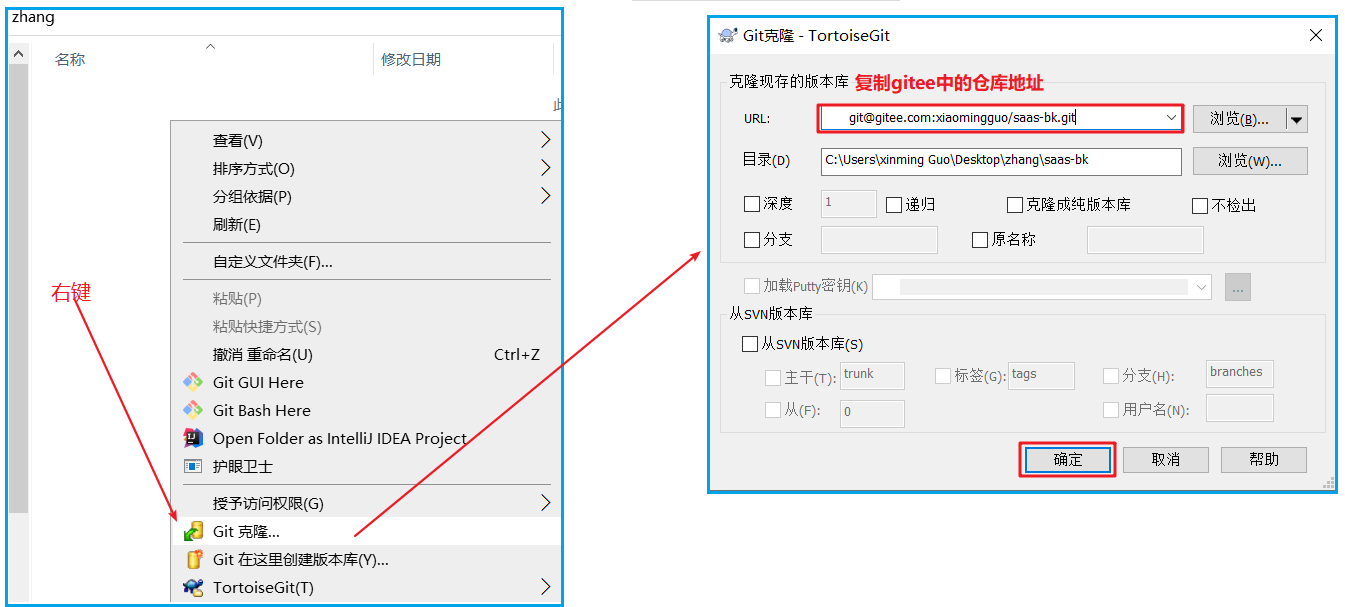 zhang
名称
修改日期
查看(V)
排序方式(O)
分组依据(P)
刷新(E)
自定义文件夹(F)...
右键
粘贴(P)
粘贴快捷方式(S)
撤消 重命名(U) Ctrl+Z
Git GUI Here
Git Bash Here
Open Folder as IntelliJ IDEA Project
护眼卫士
授予访问权限(G)
Git 克隆...
Git 在这里创建版本库(Y)...
TortoiseGit(T)
Git克隆 - TortoiseGit
克隆现存的版本库 复制gitee中的仓库地址
URL: git@gitee.com:xiaomingguo/saas-bk.git 浏览(B)...
目录(D) C:\Users\xinming Guo\Desktop\zhang\saas-bk 浏览(W)...
深度 1 递归 克隆成纯版本库 不检出
分支 原名称
加载Putty密钥(K) ...
从SVN版本库
从SVN版本库(S)
主干(T): trunk 标签(G): tags 分支(H): branches
从(F): 0 用户名(N):
确定 取消 帮助